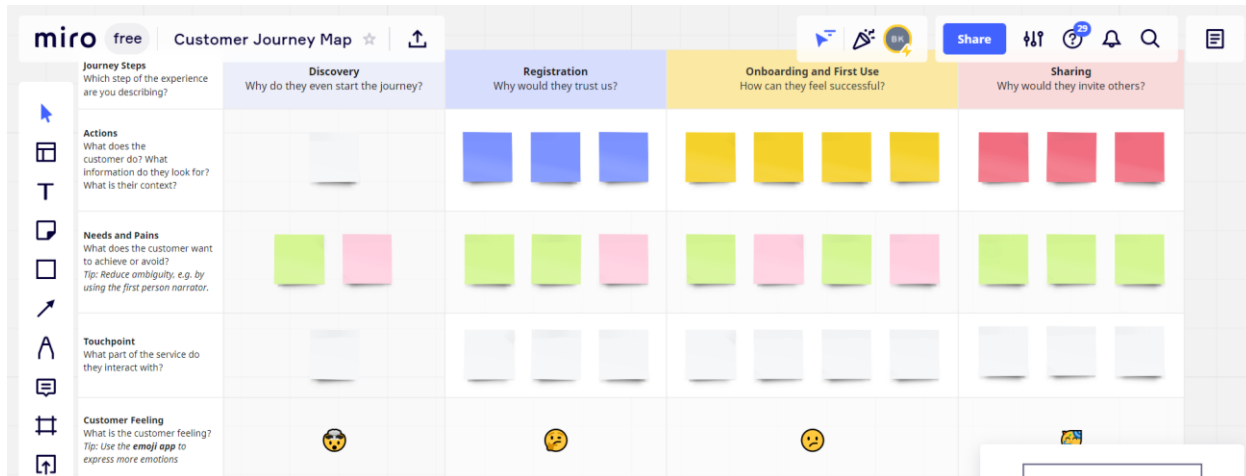 miro free Customer Journey Map BK Share 29
Journey Steps
Which step of the experience
are you describing?
Discovery
Why do they even start the journey?
Registration
Why would they trust us?
Onboarding and First Use
How can they feel successful?
Sharing
Why would they invite others?
Actions
What does the
customer do? What
information do they look for?
What is their context?
Needs and Pains
What does the customer want
to achieve or avoid?
Tip: Reduce ambiguity, e.g. by
using the first person narrator.
Touchpoint
What part of the service do
they interact with?
Customer Feeling
What is the customer feeling?
Tip: Use the emoji app to
express more emotions